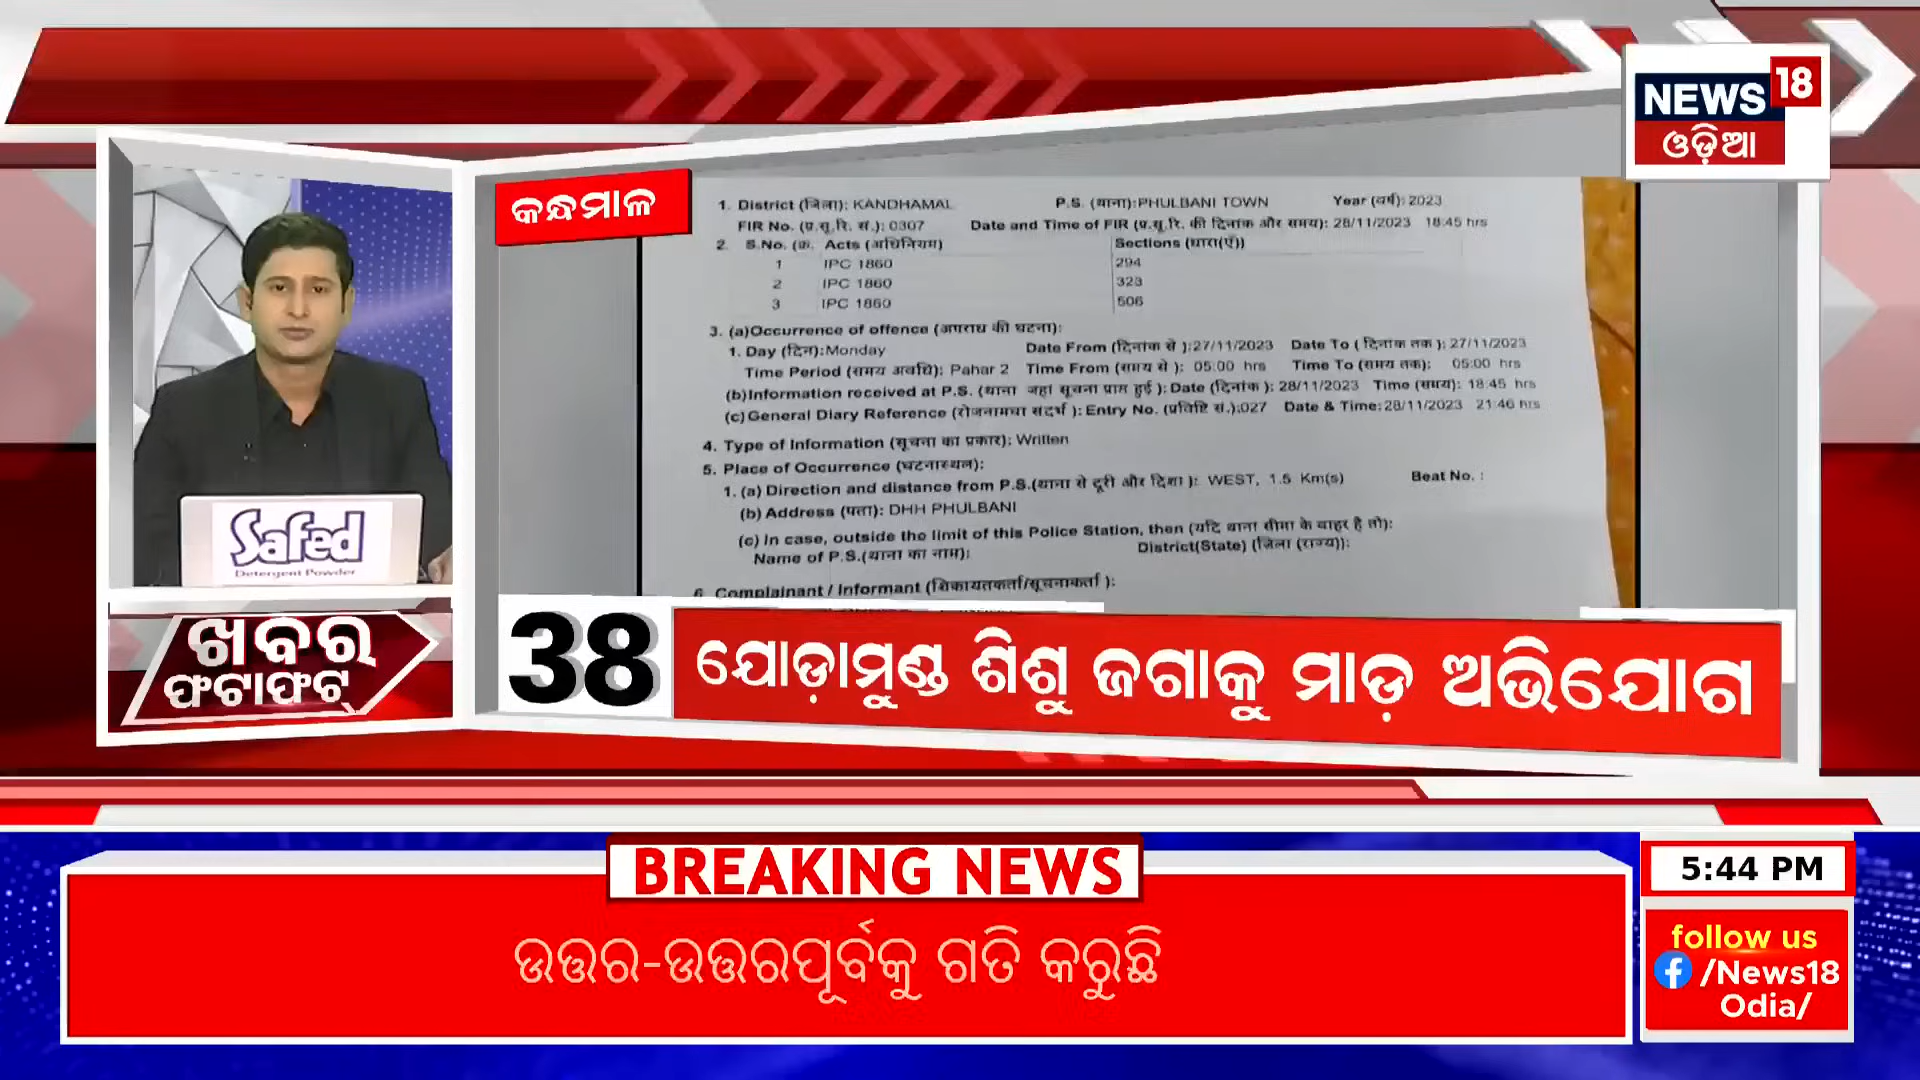 NEWS 18
ଓଡ଼ିଆ
କନ୍ଧମାଳ
1. District (जिला): KANDHAMAL P.S. (थाना):PHULBANI TOWN Year (वर्ष): 2023
FIR No. (प्र.सू.रि. सं.): 0307 Date and Time of FIR (प्र.सू.रि. की दिनांक और समय): 28/11/2023 18:45 hrs
2. S.No. (क्र. Acts (अधिनियम) Sections (धारा(एँ))
1 IPC 1860 294
2 IPC 1860 323
3 IPC 1860 506
3. (a)Occurrence of offence (अपराध की घटना):
1. Day (दिन):Monday Date From (दिनांक से ):27/11/2023 Date To ( दिनांक तक ): 27/11/2023
Time Period (समय अवधि): Pahar 2 Time From (समय से ): 05:00 hrs Time To (समय तक): 05:00 hrs
(b)Information received at P.S. (थाना जहां सूचना प्राप्त हुई ): Date (दिनांक ): 28/11/2023 Time (समय): 18:45 hrs
(c) General Diary Reference (रोजनामचा संदर्भ ): Entry No. (प्रविष्टि सं.):027 Date & Time: 28/11/2023 21:46 hrs
4. Type of Information (सूचना का प्रकार): Written
5. Place of Occurrence (घटनास्थल):
1. (a) Direction and distance from P.S.(थाना से दूरी और दिशा ): WEST, 1.5 Km(s) Beat No. :
(b) Address (पता): DHH PHULBANI
(c) In case, outside the limit of this Police Station, then (यदि थाना सीमा के बाहर है तो):
Name of P.S.(थाना का नाम): District(State) (जिला (राज्य)):
6. Complainant / Informant (शिकायतकर्ता/सूचनाकर्ता ):
Safed
Detergent Powder
ଖବର
ଫଟାଫଟ୍
38
ଯୋଡ଼ାମୁଣ୍ଡ ଶିଶୁ ଜଗାକୁ ମାଡ଼ ଅଭିଯୋଗ
BREAKING NEWS
ଉତ୍ତର-ଉତ୍ତରପୂର୍ବକୁ ଗତି କରୁଛି
5:44 PM
follow us
/News18
Odia/